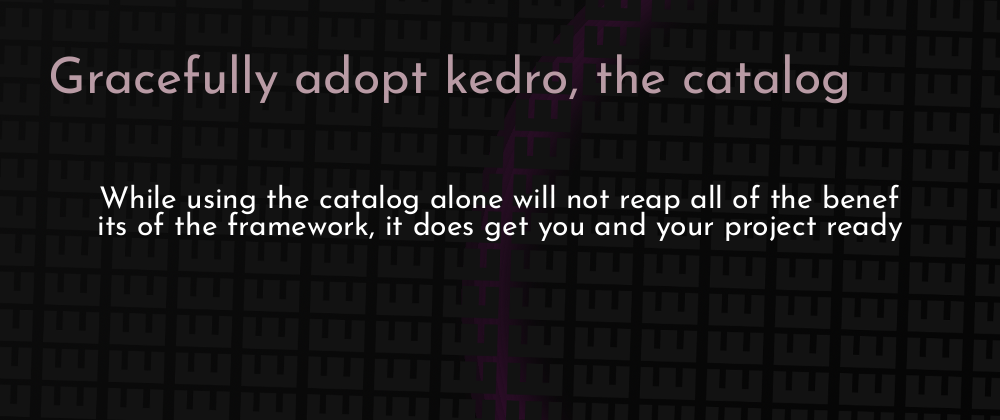 Gracefully adopt kedro, the catalog
While using the catalog alone will not reap all of the benef
its of the framework, it does get you and your project ready